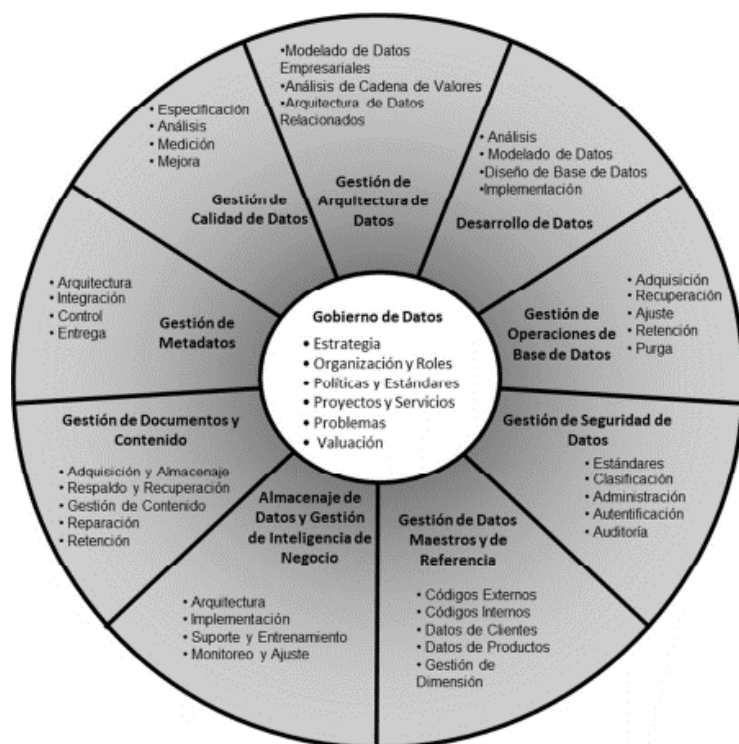 •Modelado de Datos
Empresariales
•Análisis de Cadena de Valores
•Arquitectura de Datos
Relacionados
Gestión de
Arquitectura de
Datos
• Análisis
• Modelado de Datos
•Diseño de Base de Datos
•Implementación
Desarrollo de Datos
• Adquisición
• Recuperación
• Ajuste
• Retención
• Purga
Gestión de
Operaciones de
Base de Datos
Gestión de Seguridad de
Datos
• Estándares
• Clasificación
• Administración
• Autentificación
• Auditoría
Gestión de Datos
Maestros y de
Referencia
• Códigos Externos
• Códigos Internos
• Datos de Clientes
• Datos de Productos
• Gestión de
Dimensión
Almacenaje de
Datos y Gestión
de Inteligencia de
Negocio
• Arquitectura
• Implementación
• Suporte y Entrenamiento
• Monitoreo y Ajuste
Gestión de Documentos y
Contenido
• Adquisición y Almacenaje
• Respaldo y Recuperación
• Gestión de Contenido
• Reparación
• Retención
• Arquitectura
• Integración
• Control
• Entrega
Gestión de
Metadatos
• Especificación
• Análisis
• Medición
• Mejora
Gestión de
Calidad de Datos
Gobierno de Datos
• Estrategia
• Organización y Roles
• Políticas y Estándares
• Proyectos y Servicios
• Problemas
• Valuación